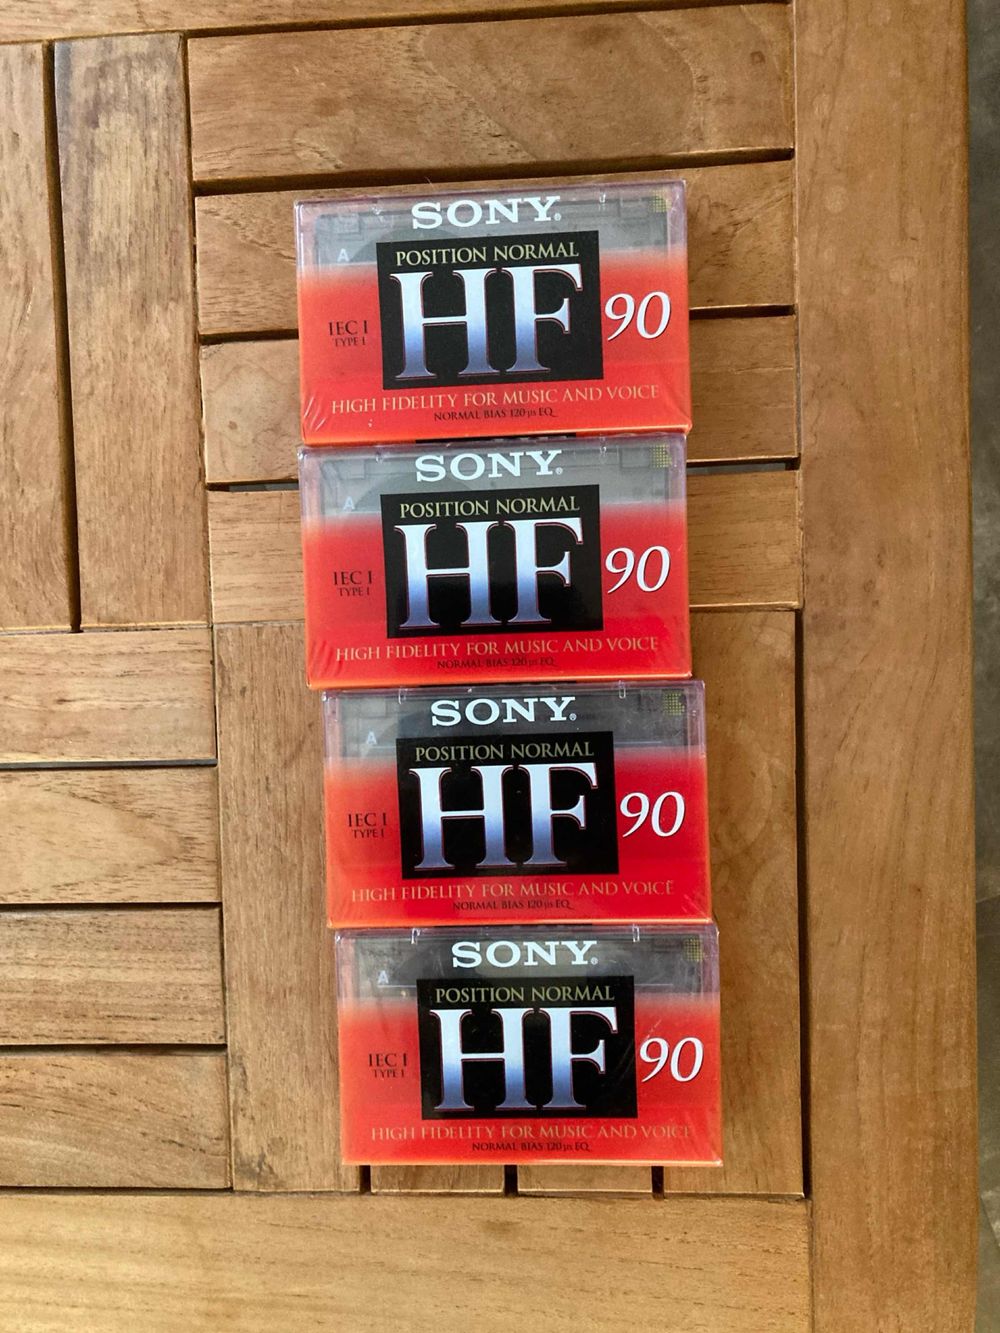 SONY®
POSITION NORMAL
A
HF
90
IEC I
TYPE I
HIGH FIDELITY FOR MUSIC AND VOICE
NORMAL BIAS 120 µs EQ
SONY®
POSITION NORMAL
A
HF
90
IEC I
TYPE I
HIGH FIDELITY FOR MUSIC AND VOICE
NORMAL BIAS 120 µs EQ
SONY®
POSITION NORMAL
A
HF
90
IEC I
TYPE I
HIGH FIDELITY FOR MUSIC AND VOICE
NORMAL BIAS 120 µs EQ
SONY®
POSITION NORMAL
A
HF
90
IEC I
TYPE I
HIGH FIDELITY FOR MUSIC AND VOICE
NORMAL BIAS 120 µs EQ